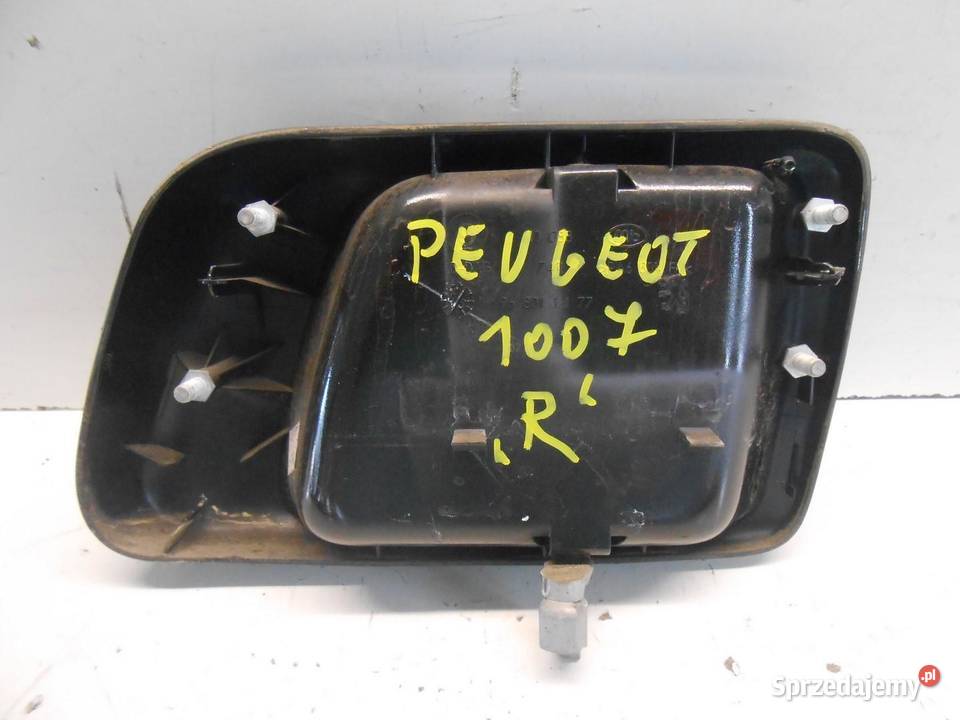 PEUGEOT
1007
"R"
Sprzedajemy.pl